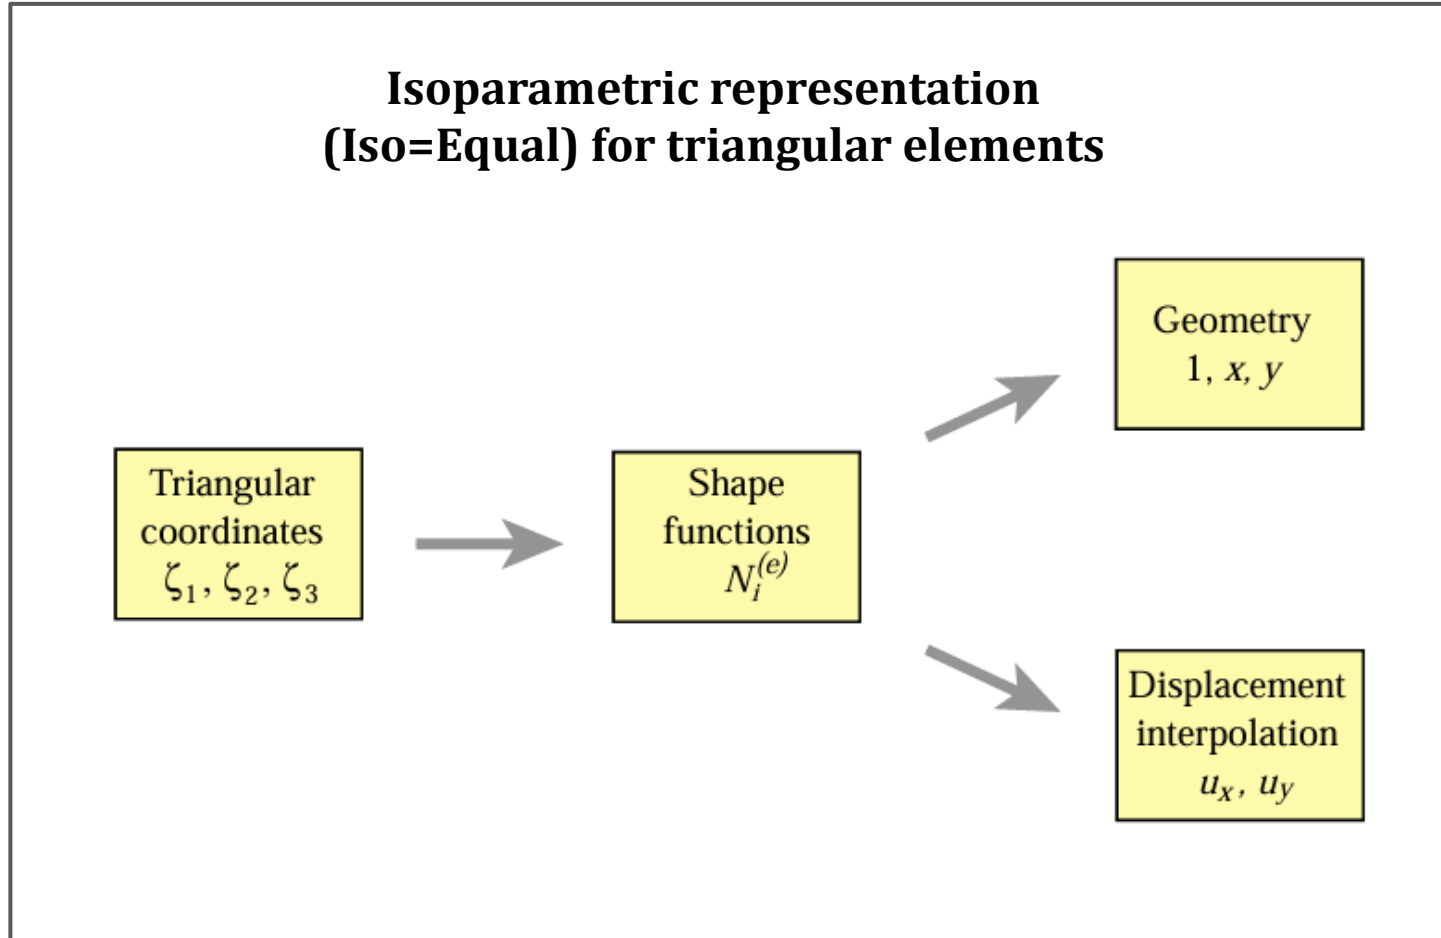 Isoparametric representation
(Iso=Equal) for triangular elements
Geometry
1, x, y
Triangular
coordinates
ζ₁, ζ₂, ζ₃
Shape
functions
Nᵢ⁽ᵉ⁾
Displacement
interpolation
uₓ, u_y